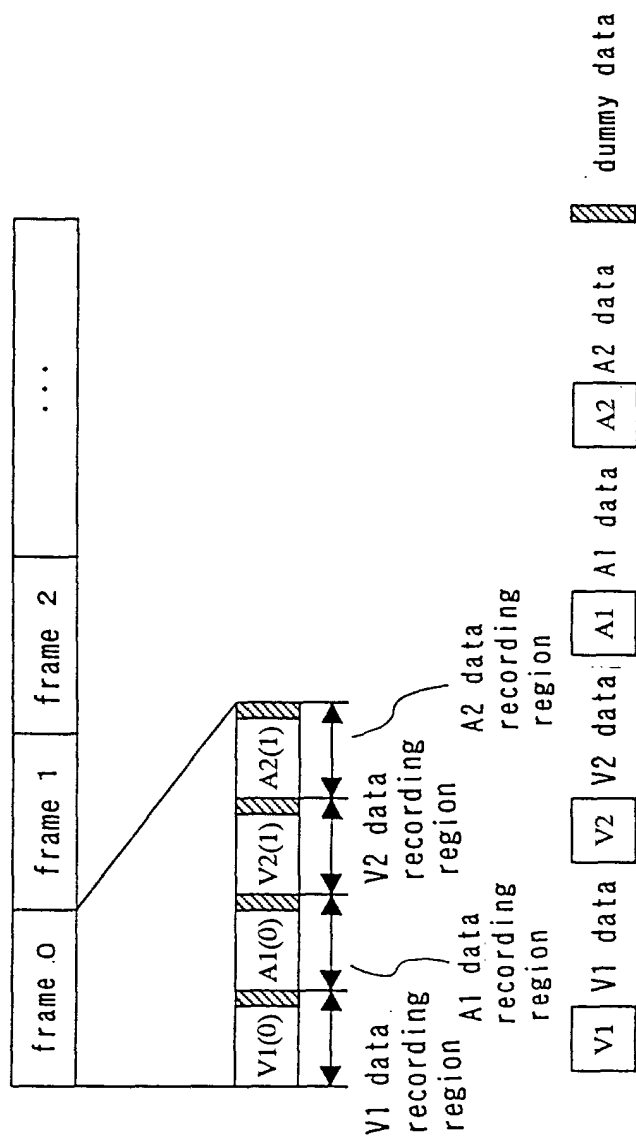 frame 0
frame 1
frame 2
...
V1(0)
A1(0)
V2(1)
A2(1)
V1 data
recording
region
A1 data
recording
region
V2 data
recording
region
A2 data
recording
region
V1 V1 data
V2 V2 data
A1 A1 data
A2 A2 data
dummy data